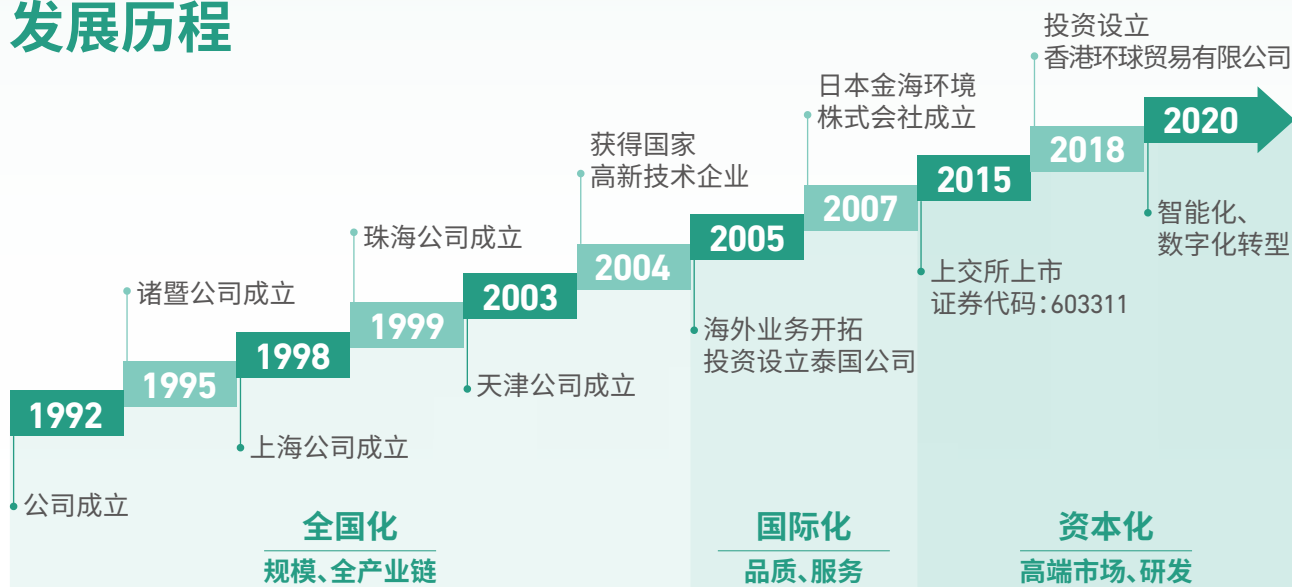 发展历程
1992
公司成立
1995
诸暨公司成立
1998
上海公司成立
1999
珠海公司成立
2003
天津公司成立
2004
获得国家
高新技术企业
2005
海外业务开拓
投资设立泰国公司
2007
日本金海环境
株式会社成立
2015
上交所上市
证券代码：603311
2018
投资设立
香港环球贸易有限公司
2020
智能化、
数字化转型
全国化
规模、全产业链
国际化
品质、服务
资本化
高端市场、研发